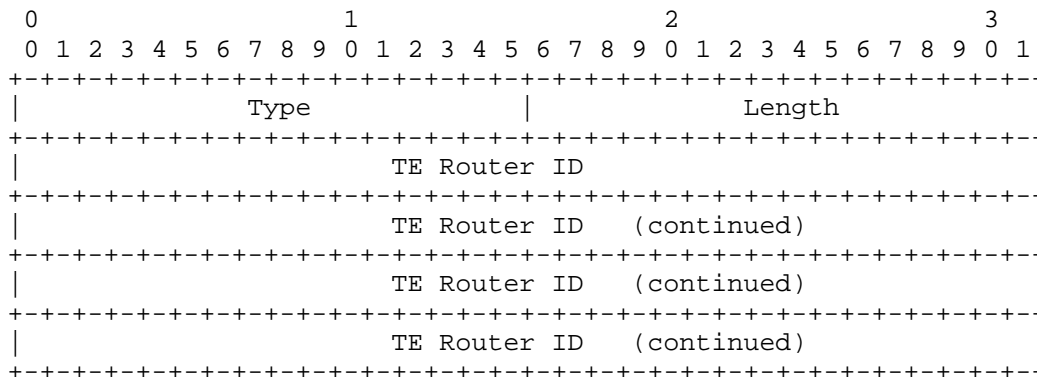 0                   1                   2                   3
 0 1 2 3 4 5 6 7 8 9 0 1 2 3 4 5 6 7 8 9 0 1 2 3 4 5 6 7 8 9 0 1
+-+-+-+-+-+-+-+-+-+-+-+-+-+-+-+-+-+-+-+-+-+-+-+-+-+-+-+-+-+-+-+--
|              Type             |             Length
+-+-+-+-+-+-+-+-+-+-+-+-+-+-+-+-+-+-+-+-+-+-+-+-+-+-+-+-+-+-+-+--
|                       TE Router ID
+-+-+-+-+-+-+-+-+-+-+-+-+-+-+-+-+-+-+-+-+-+-+-+-+-+-+-+-+-+-+-+--
|                       TE Router ID   (continued)
+-+-+-+-+-+-+-+-+-+-+-+-+-+-+-+-+-+-+-+-+-+-+-+-+-+-+-+-+-+-+-+--
|                       TE Router ID   (continued)
+-+-+-+-+-+-+-+-+-+-+-+-+-+-+-+-+-+-+-+-+-+-+-+-+-+-+-+-+-+-+-+--
|                       TE Router ID   (continued)
+-+-+-+-+-+-+-+-+-+-+-+-+-+-+-+-+-+-+-+-+-+-+-+-+-+-+-+-+-+-+-+--